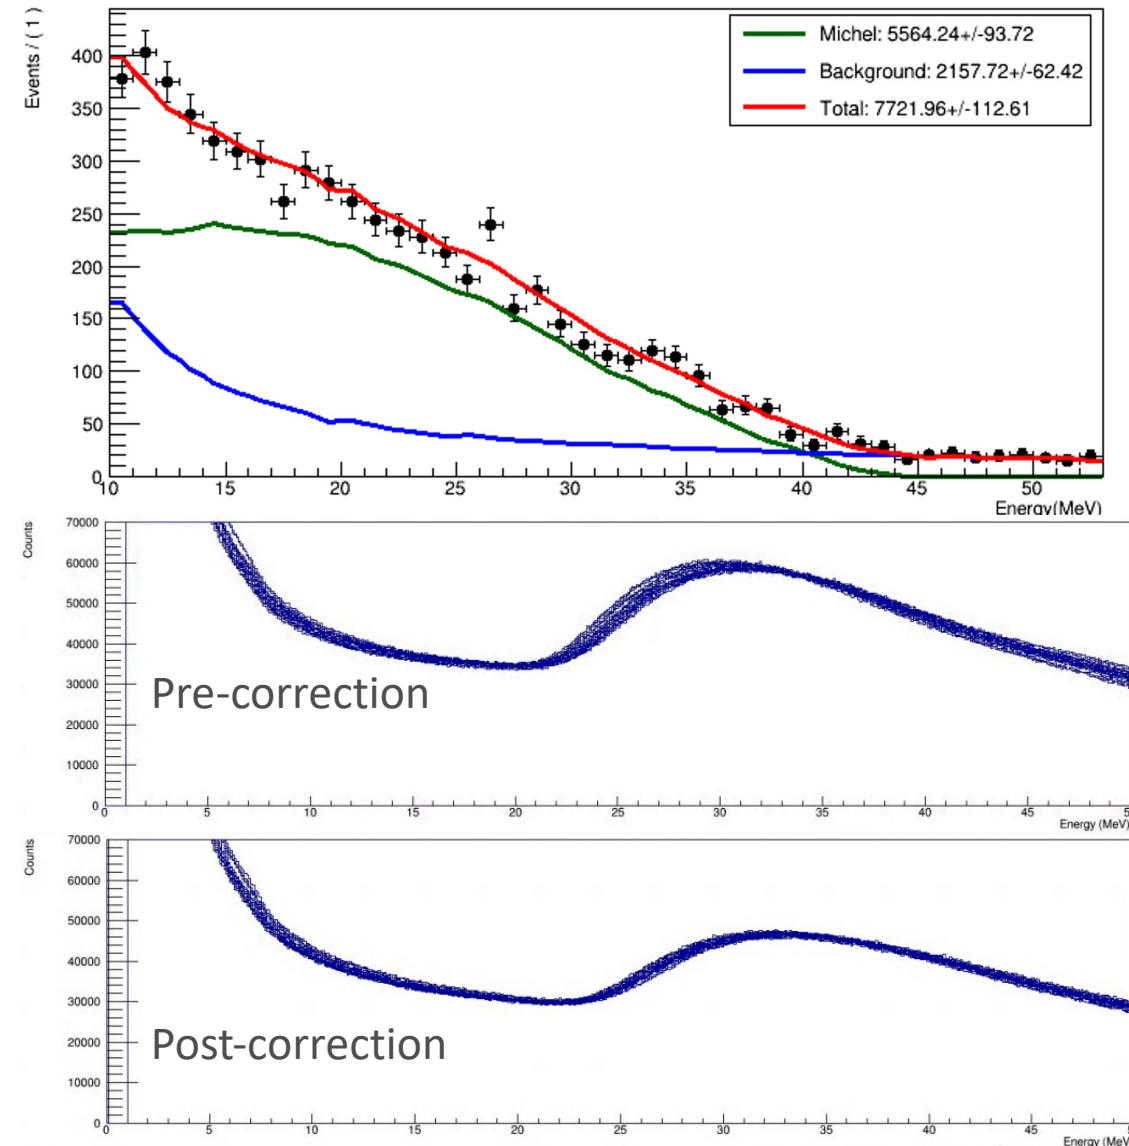 Events / ( 1 )
400
350
300
250
200
150
100
50
0
Michel: 5564.24+/-93.72
Background: 2157.72+/-62.42
Total: 7721.96+/-112.61
10 15 20 25 30 35 40 45 50
Energy(MeV)
Counts
70000
60000
50000
40000
30000
20000
10000
0
Pre-correction
0 5 10 15 20 25 30 35 40 45
Energy (MeV)
Counts
70000
60000
50000
40000
30000
20000
10000
0
Post-correction
0 5 10 15 20 25 30 35 40 45
Energy (MeV